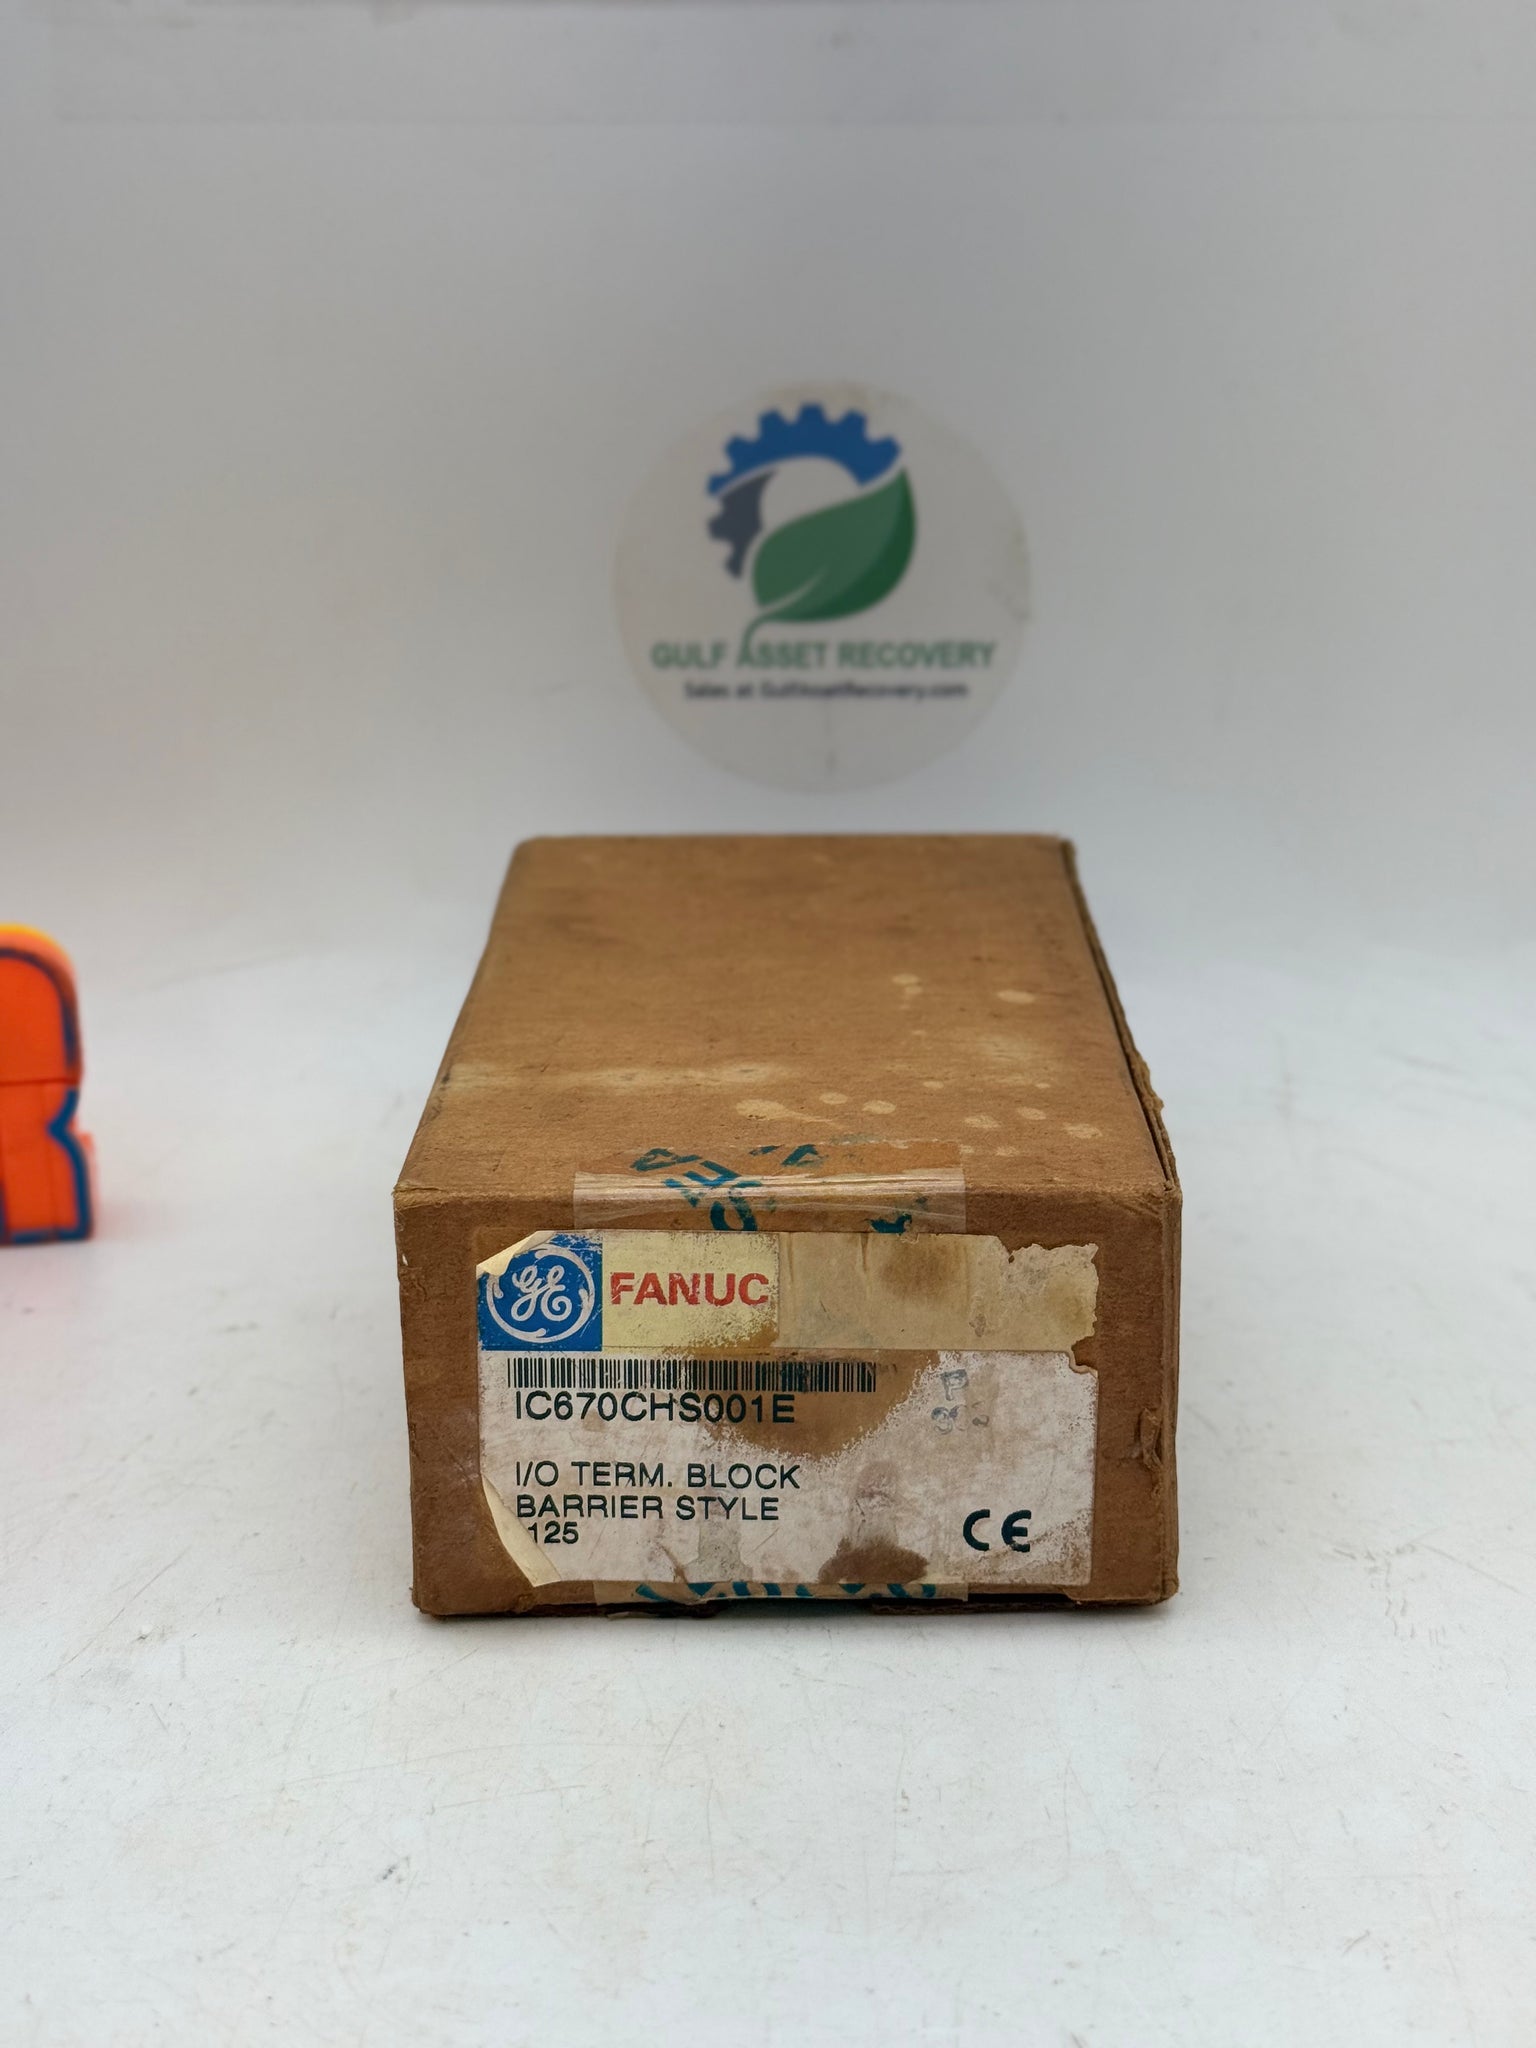 GULF ASSET RECOVERY
Sales at GulfAssetRecovery.com
GE FANUC
IC670CHS001E
I/O TERM. BLOCK
BARRIER STYLE
125
CE